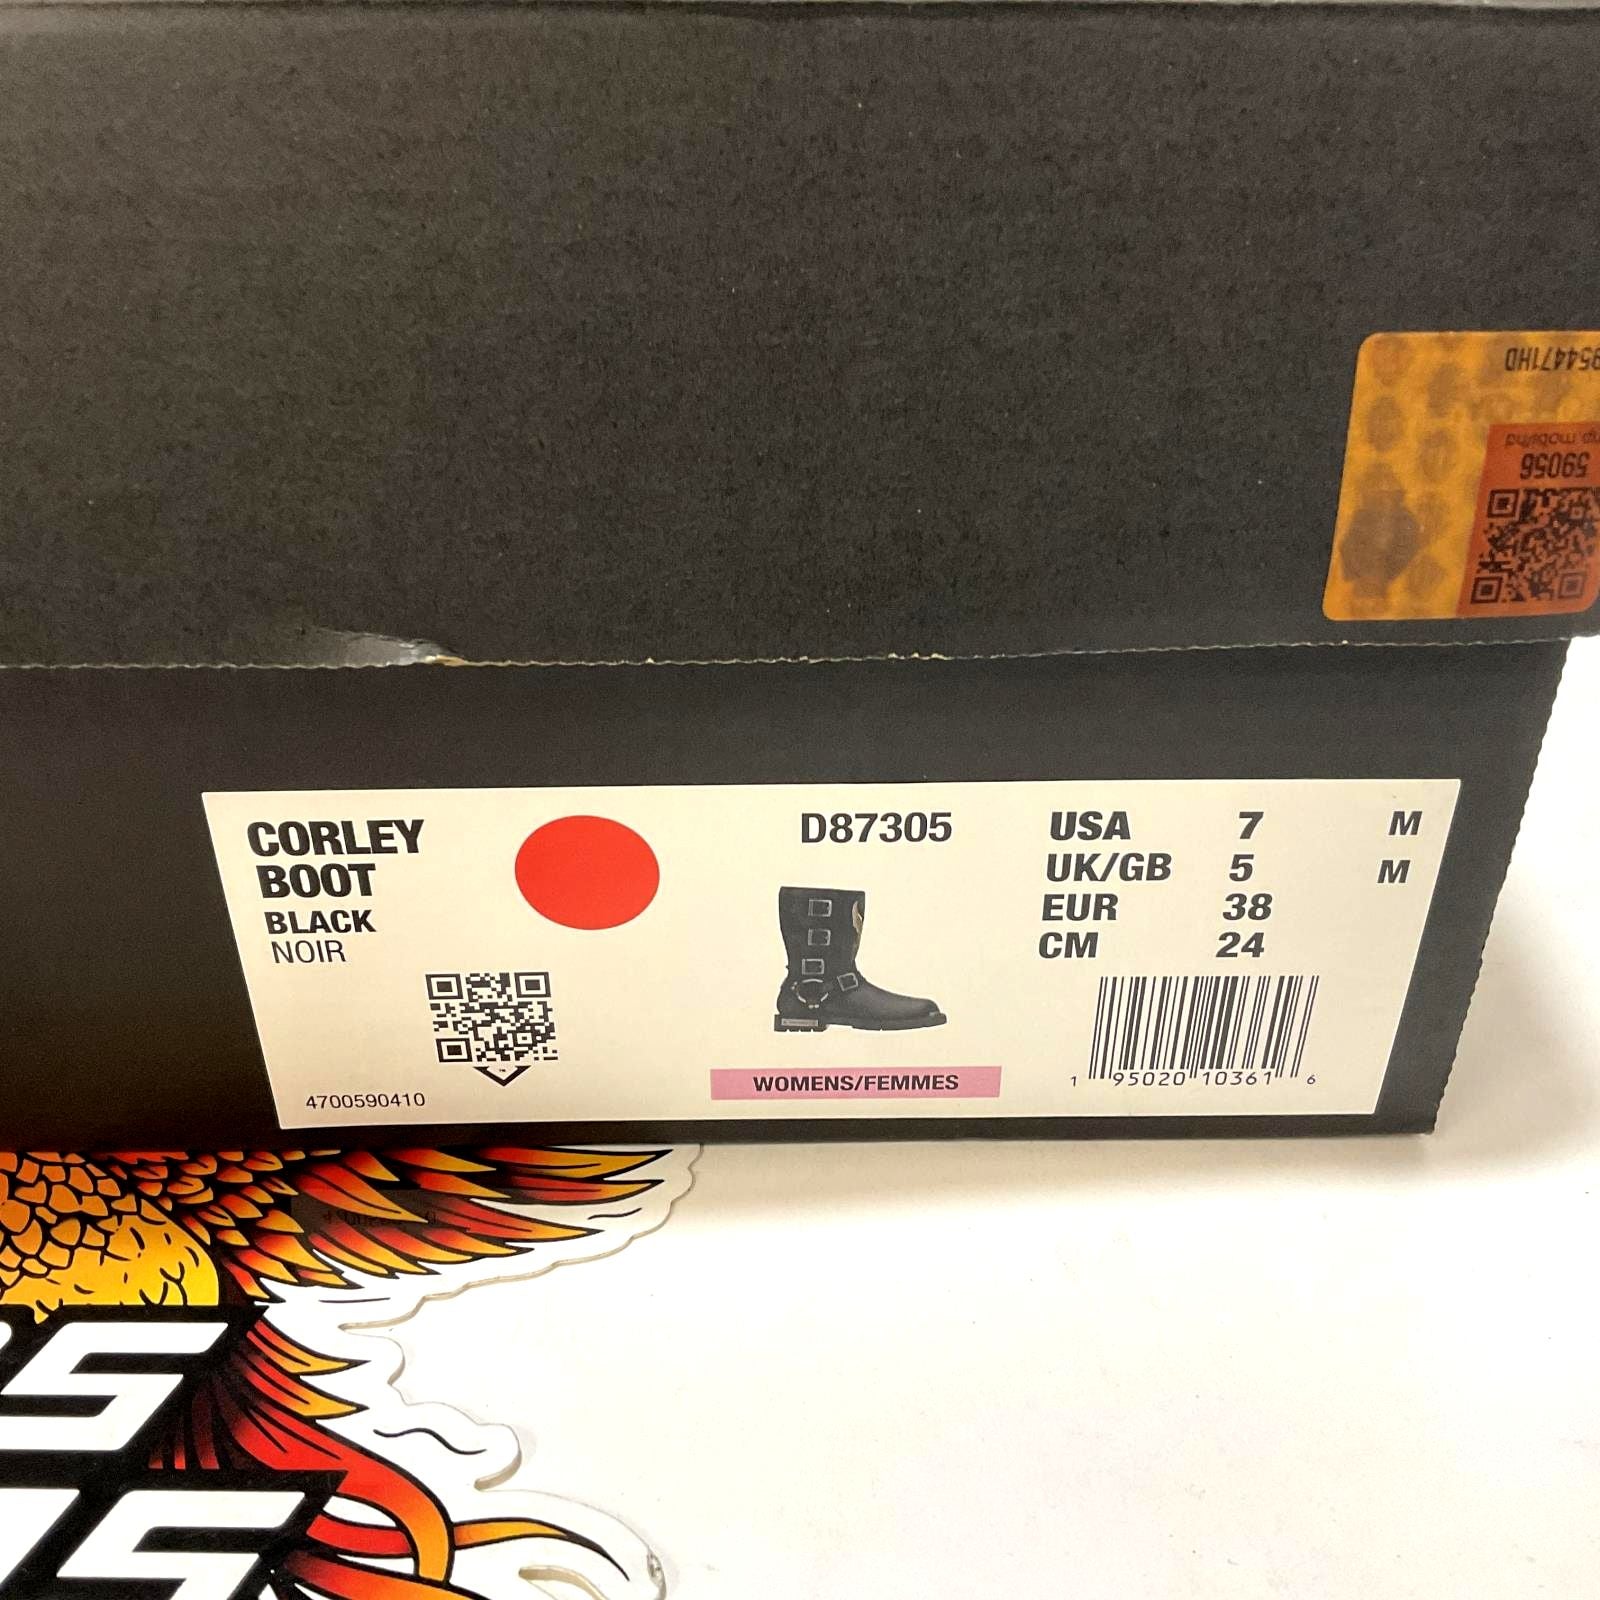 954471HD
59056
CORLEY
BOOT
BLACK
NOIR
4700590410
D87305
WOMENS/FEMMES
USA 7 M
UK/GB 5 M
EUR 38
CM 24
1 95020 10361 6